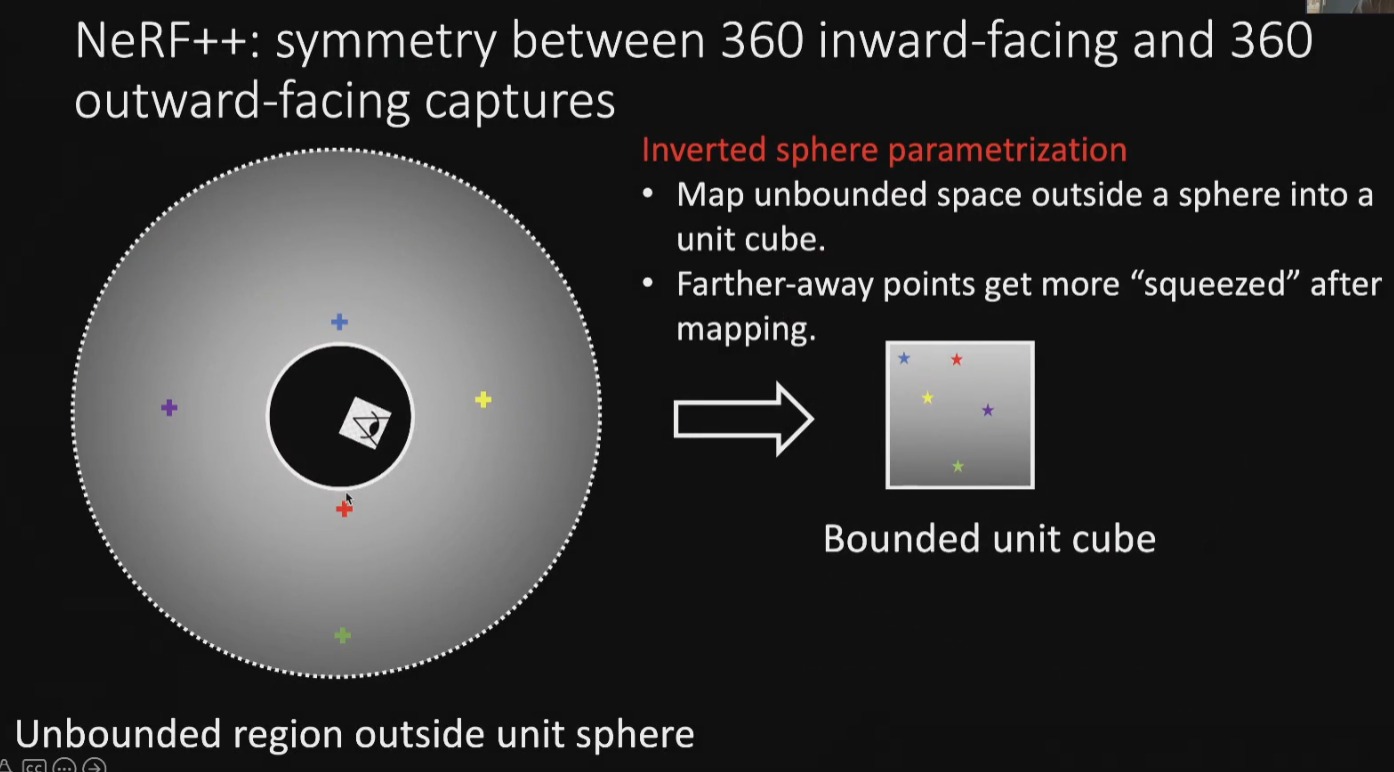 NeRF++: symmetry between 360 inward-facing and 360
outward-facing captures
Inverted sphere parametrization
• Map unbounded space outside a sphere into a
unit cube.
• Farther-away points get more “squeezed” after
mapping.
Bounded unit cube
Unbounded region outside unit sphere
CC